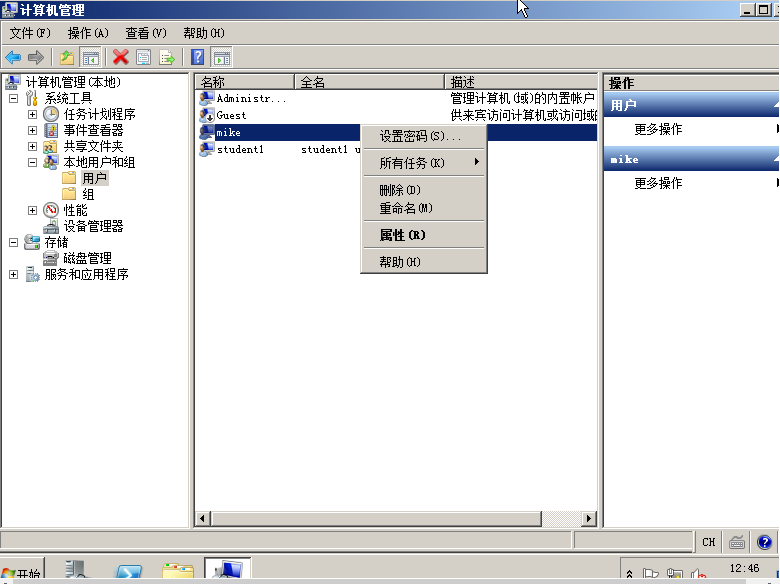 计算机管理
文件(F) 操作(A) 查看(V) 帮助(H)
计算机管理(本地)
系统工具
任务计划程序
事件查看器
共享文件夹
本地用户和组
用户
组
性能
设备管理器
存储
磁盘管理
服务和应用程序
名称 全名 描述
Administr... 管理计算机(域)的内置帐户
Guest 供来宾访问计算机或访问域的
mike
student1 student1 u
设置密码(S)...
所有任务(K)
删除(D)
重命名(M)
属性(R)
帮助(H)
操作
用户
更多操作
mike
更多操作
CH
开始
12:46